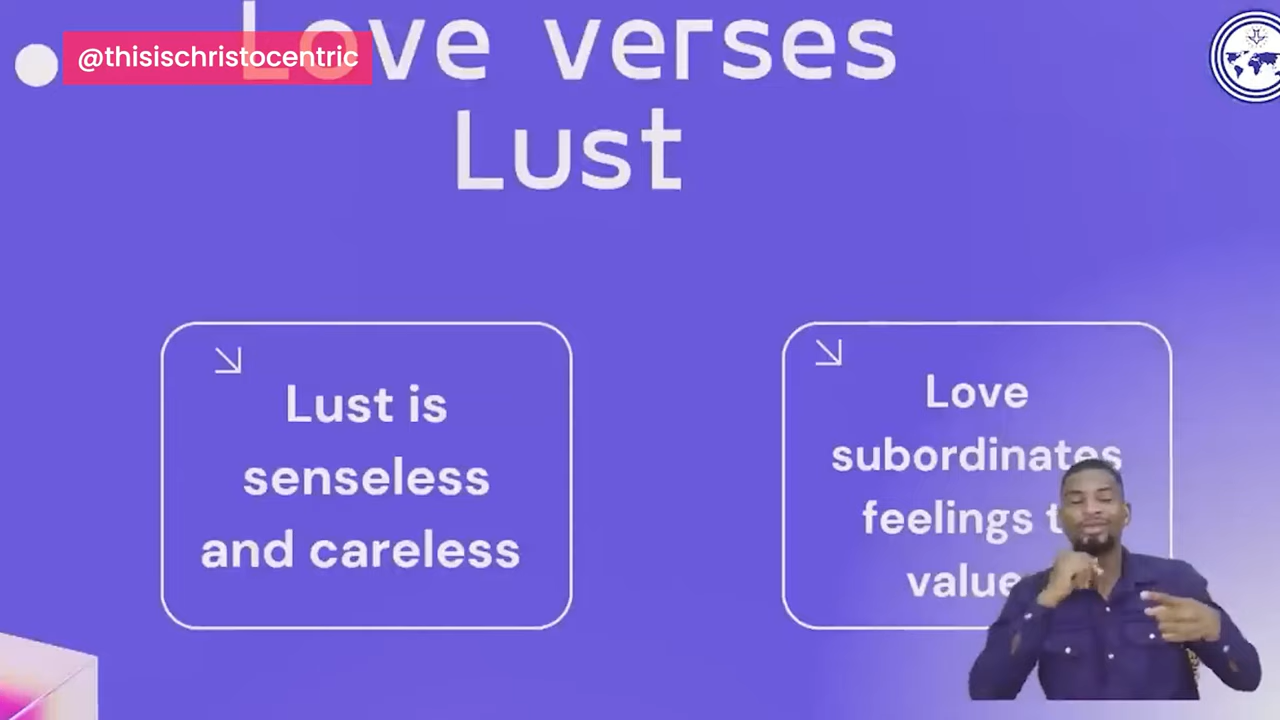 @thisischristocentric
Love verses
Lust
Lust is
senseless
and careless
Love
subordinates
feelings